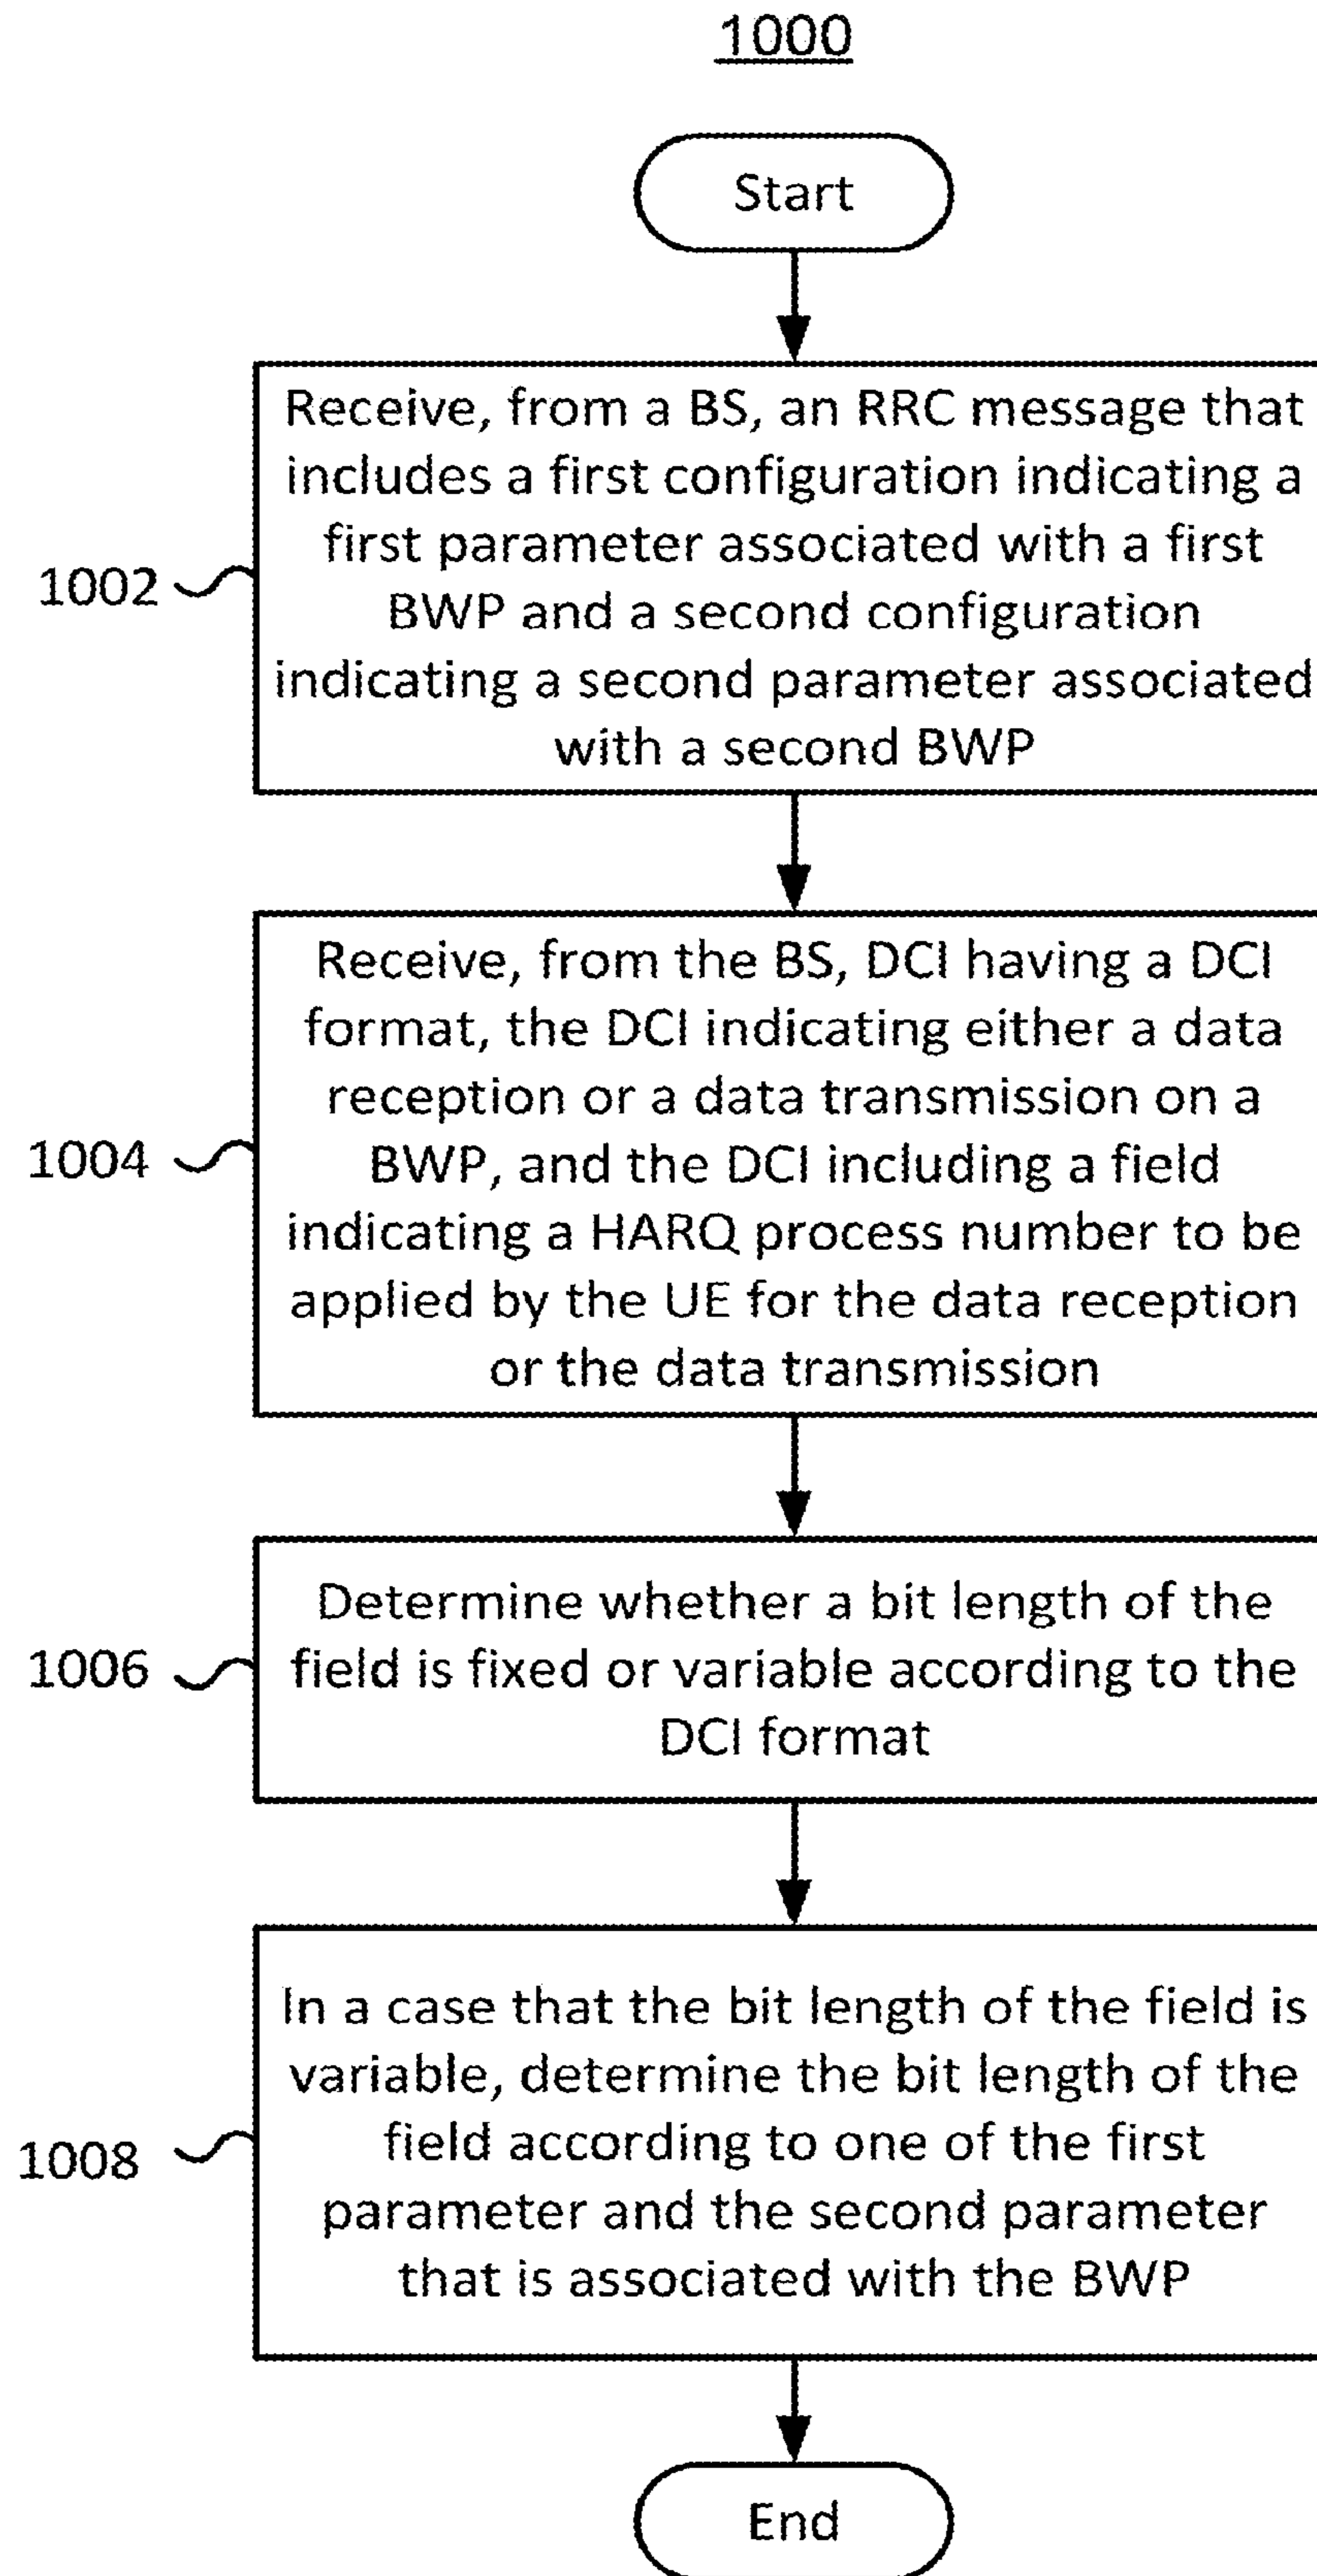 1000
Start
Receive, from a BS, an RRC message that
includes a first configuration indicating a
first parameter associated with a first
BWP and a second configuration
indicating a second parameter associated
with a second BWP
1002
Receive, from the BS, DCI having a DCI
format, the DCI indicating either a data
reception or a data transmission on a
BWP, and the DCI including a field
indicating a HARQ process number to be
applied by the UE for the data reception
or the data transmission
1004
Determine whether a bit length of the
field is fixed or variable according to the
DCI format
1006
In a case that the bit length of the field is
variable, determine the bit length of the
field according to one of the first
parameter and the second parameter
that is associated with the BWP
1008
End